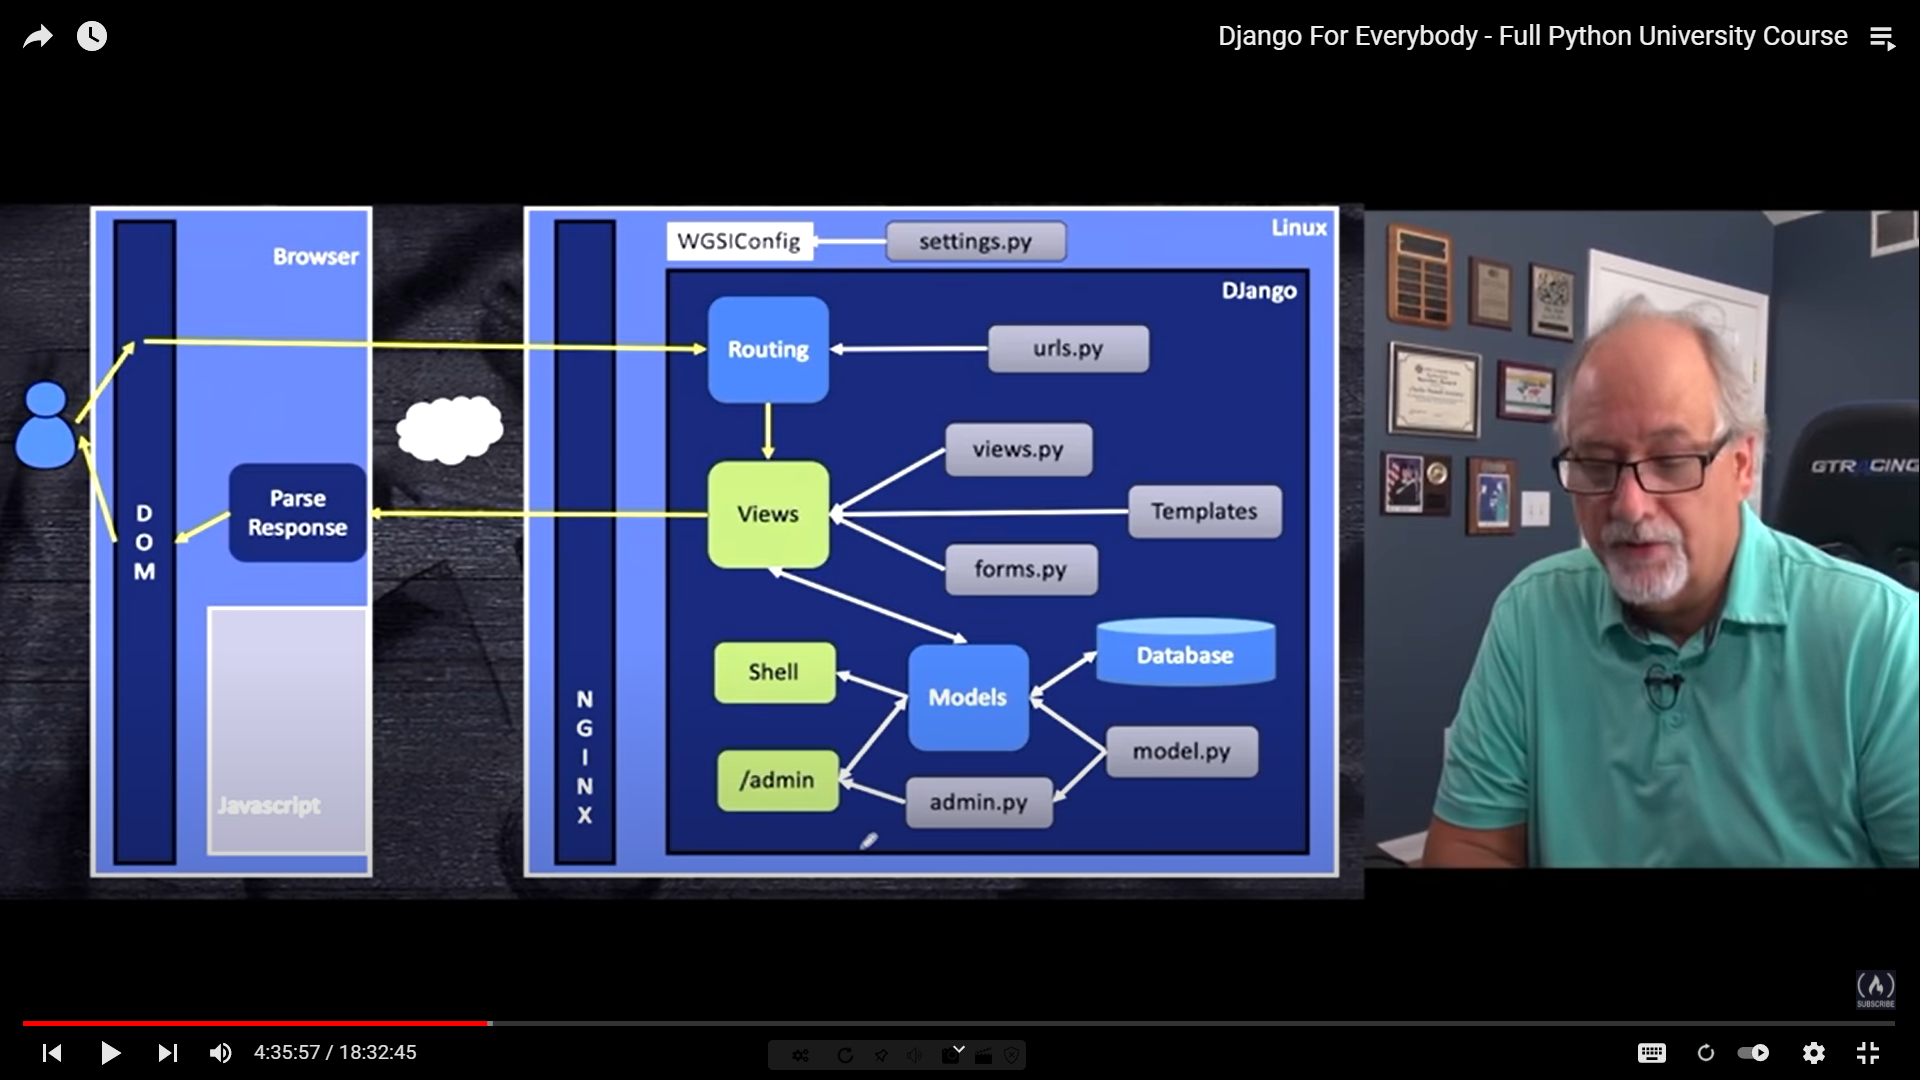 Django For Everybody - Full Python University Course
Browser
D
O
M
Parse
Response
Javascript
Linux
N
G
I
N
X
WGSIConfig
settings.py
DJango
Routing
urls.py
views.py
Views
Templates
forms.py
Shell
Models
Database
/admin
admin.py
model.py
GTRACING
SUBSCRIBE
4:35:57 / 18:32:45